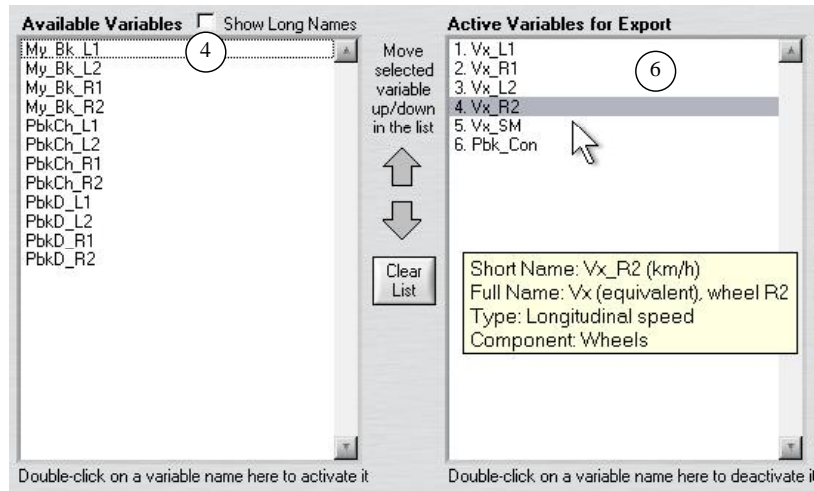 Available Variables Show Long Names
4
My_Bk_L1
My_Bk_L2
My_Bk_R1
My_Bk_R2
PbkCh_L1
PbkCh_L2
PbkCh_R1
PbkCh_R2
PbkD_L1
PbkD_L2
PbkD_R1
PbkD_R2
Double-click on a variable name here to activate it
Move
selected
variable
up/down
in the list
Clear
List
Active Variables for Export
6
1. Vx_L1
2. Vx_R1
3. Vx_L2
4. Vx_R2
5. Vx_SM
6. Pbk_Con
Short Name: Vx_R2 (km/h)
Full Name: Vx (equivalent), wheel R2
Type: Longitudinal speed
Component: Wheels
Double-click on a variable name here to deactivate it